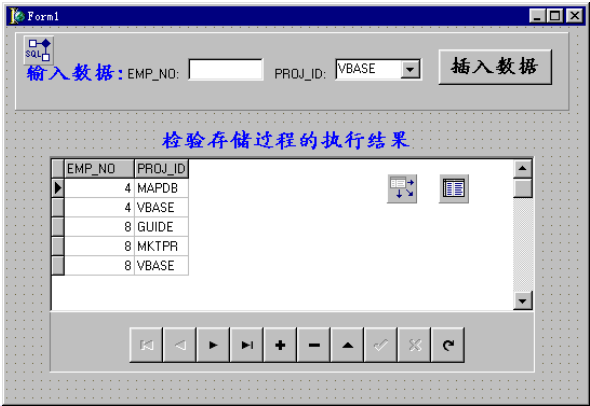 Form1
SQL
输入数据: EMP_NO: PROJ_ID: VBASE 插入数据
检验存储过程的执行结果
EMP_NO PROJ_ID
4 MAPDB
4 VBASE
8 GUIDE
8 MKTPR
8 VBASE